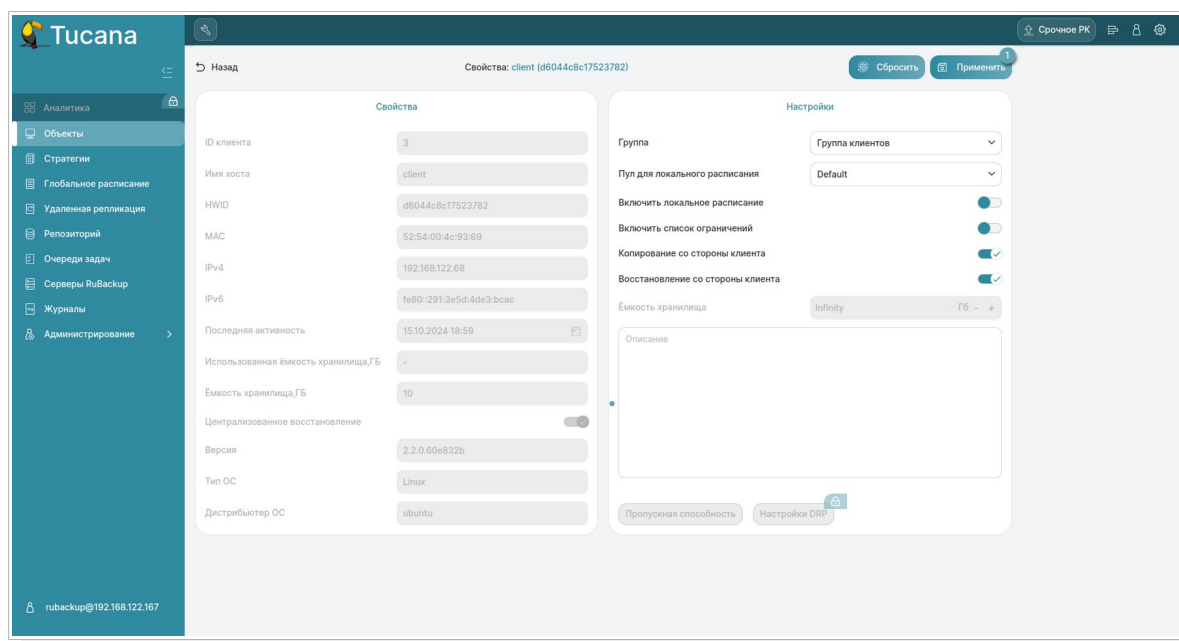 Tucana
Срочное РК
Назад
Свойства: client (d6044c8c17523782)
Сбросить
Применить
1
Аналитика
Объекты
Стратегии
Глобальное расписание
Удаленная репликация
Репозиторий
Очереди задач
Серверы RuBackup
Журналы
Администрирование
rubackup@192.168.122.167
Свойства
ID клиента 3
Имя хоста client
HWID d6044c8c17523782
MAC 52:54:00:4c:93:69
IPv4 192.168.122.68
IPv6 fe80::291:3e5d:4de3:bcac
Последняя активность 15.10.2024 18:59
Использованная ёмкость хранилища,ГБ -
Ёмкость хранилища,ГБ 10
Централизованное восстановление
Версия 2.2.0.60e832b
Тип ОС Linux
Дистрибьютер ОС ubuntu
Настройки
Группа Группа клиентов
Пул для локального расписания Default
Включить локальное расписание
Включить список ограничений
Копирование со стороны клиента
Восстановление со стороны клиента
Ёмкость хранилища Infinity Гб - +
Описание
Пропускная способность Настройки DRP